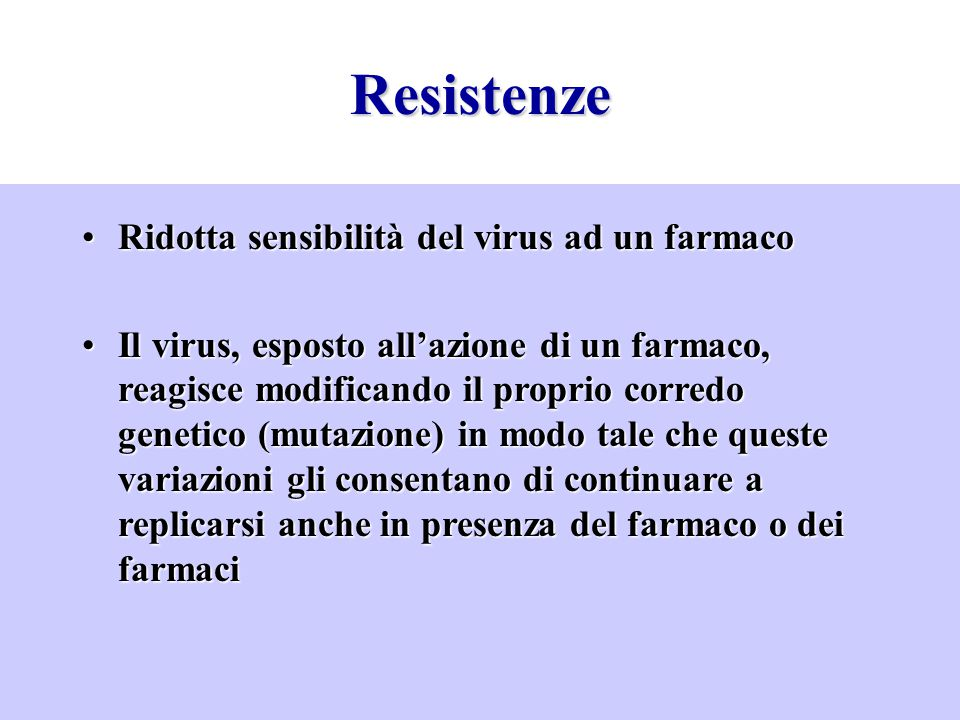 Resistenze
• Ridotta sensibilità del virus ad un farmaco
• Il virus, esposto all’azione di un farmaco,
reagisce modificando il proprio corredo
genetico (mutazione) in modo tale che queste
variazioni gli consentano di continuare a
replicarsi anche in presenza del farmaco o dei
farmaci